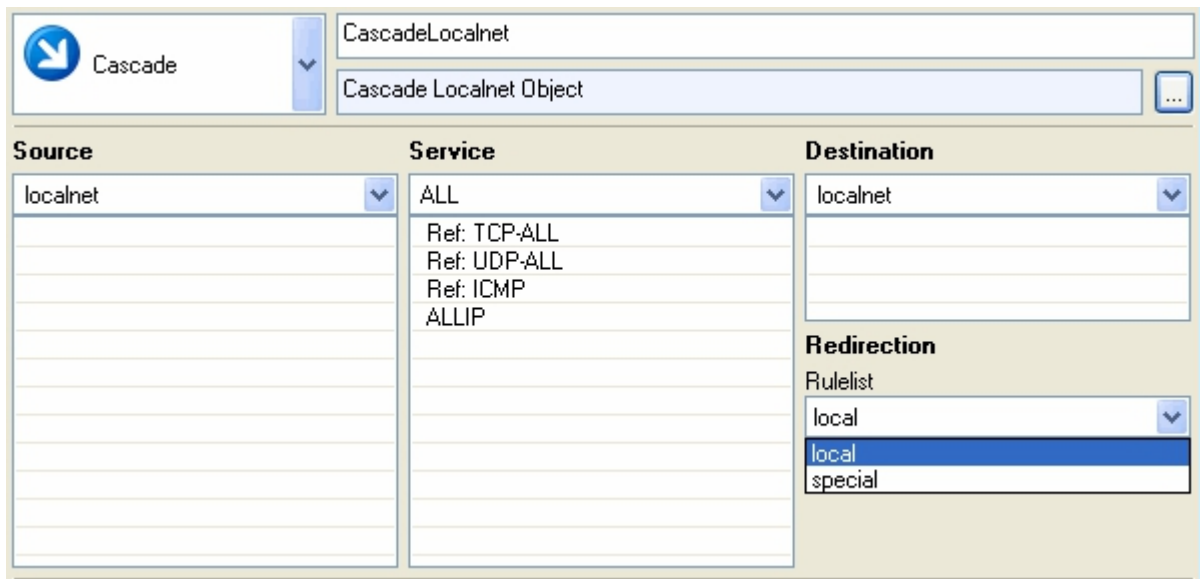 Cascade
CascadeLocalnet
Cascade Localnet Object
...
Source
Service
Destination
localnet
ALL
localnet
Ref: TCP-ALL
Ref: UDP-ALL
Ref: ICMP
ALLIP
Redirection
Rulelist
local
local
special